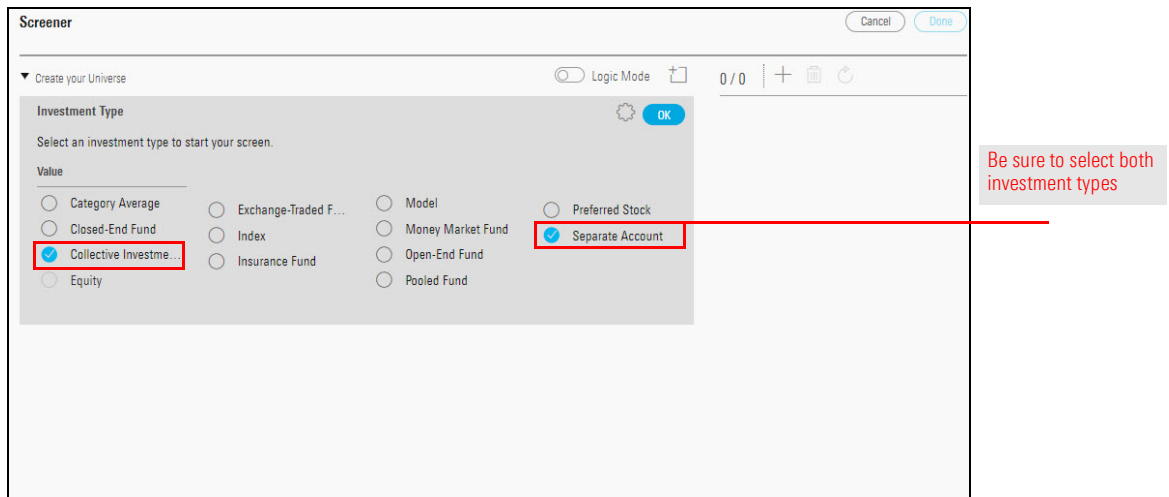 Screener
Cancel
Done
Create your Universe
Logic Mode
0 / 0
Investment Type
OK
Select an investment type to start your screen.
Value
Category Average
Closed-End Fund
Collective Investme...
Equity
Exchange-Traded F...
Index
Insurance Fund
Model
Money Market Fund
Open-End Fund
Pooled Fund
Preferred Stock
Separate Account
Be sure to select both
investment types